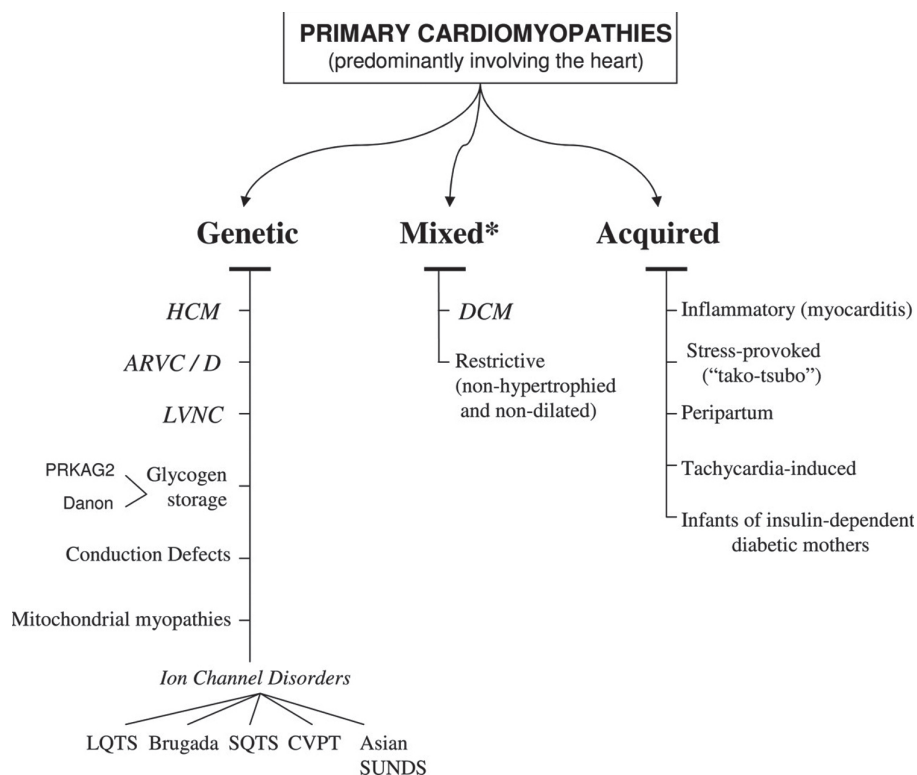 PRIMARY CARDIOMYOPATHIES
(predominantly involving the heart)
Genetic
HCM
ARVC / D
LVNC
PRKAG2
Danon
Glycogen
storage
Conduction Defects
Mitochondrial myopathies
Ion Channel Disorders
LQTS
Brugada
SQTS
CVPT
Asian
SUNDS
Mixed*
DCM
Restrictive
(non-hypertrophied
and non-dilated)
Acquired
Inflammatory (myocarditis)
Stress-provoked
(“tako-tsubo”)
Peripartum
Tachycardia-induced
Infants of insulin-dependent
diabetic mothers